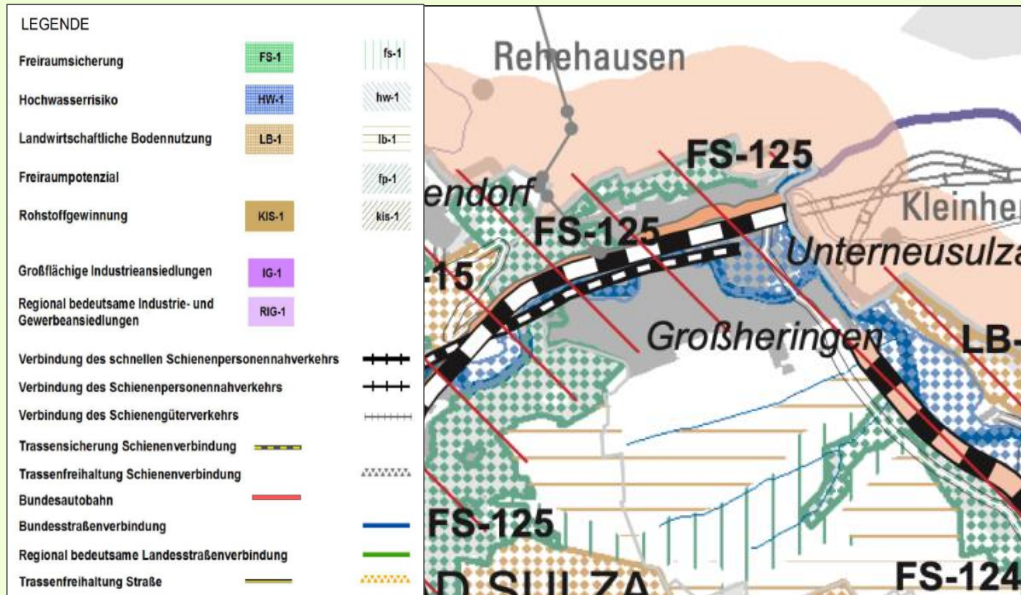 LEGENDE
Freiraumsicherung FS-1 fs-1
Hochwasserrisiko HW-1 hw-1
Landwirtschaftliche Bodennutzung LB-1 lb-1
Freiraumpotenzial fp-1
Rohstoffgewinnung KIS-1 kis-1
Großflächige Industrieansiedlungen IG-1
Regional bedeutsame Industrie- und
Gewerbeansiedlungen RIG-1
Verbindung des schnellen Schienenpersonennahverkehrs
Verbindung des Schienenpersonennahverkehrs
Verbindung des Schienengüterverkehrs
Trassensicherung Schienenverbindung
Trassenfreihaltung Schienenverbindung
Bundesautobahn
Bundesstraßenverbindung
Regional bedeutsame Landesstraßenverbindung
Trassenfreihaltung Straße
Rehehausen
FS-125
endorf
Kleinher
FS-125
Unterneusulza
-15
Großheringen
LB-
FS-125
FS-124
D SULZA